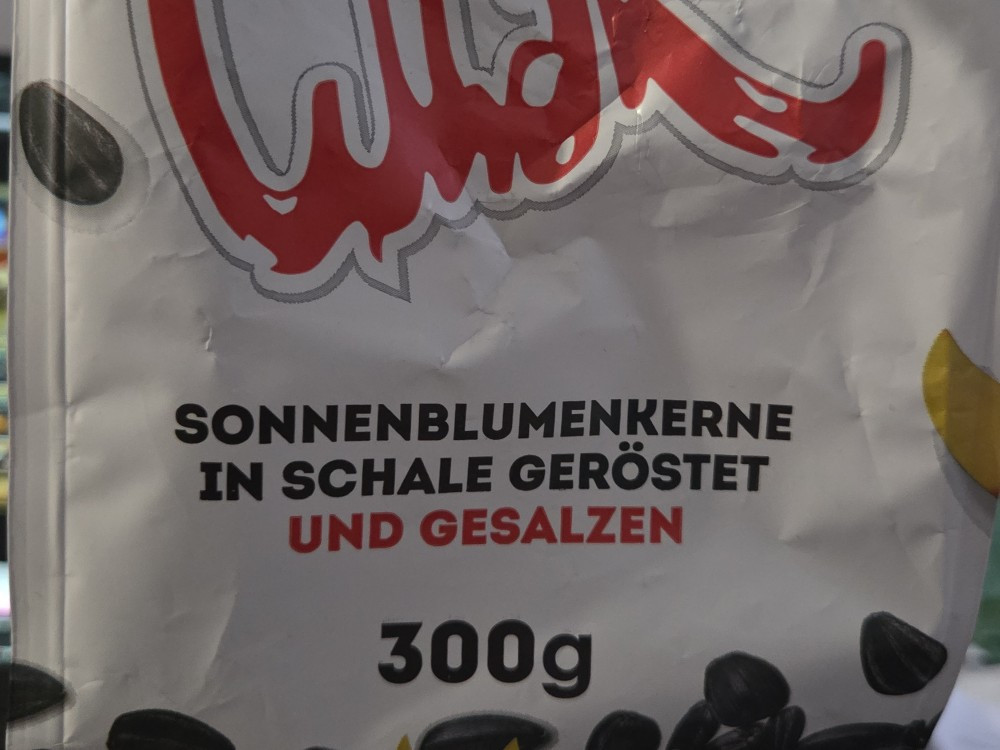 SONNENBLUMENKERNE
IN SCHALE GERÖSTET
UND GESALZEN
300g